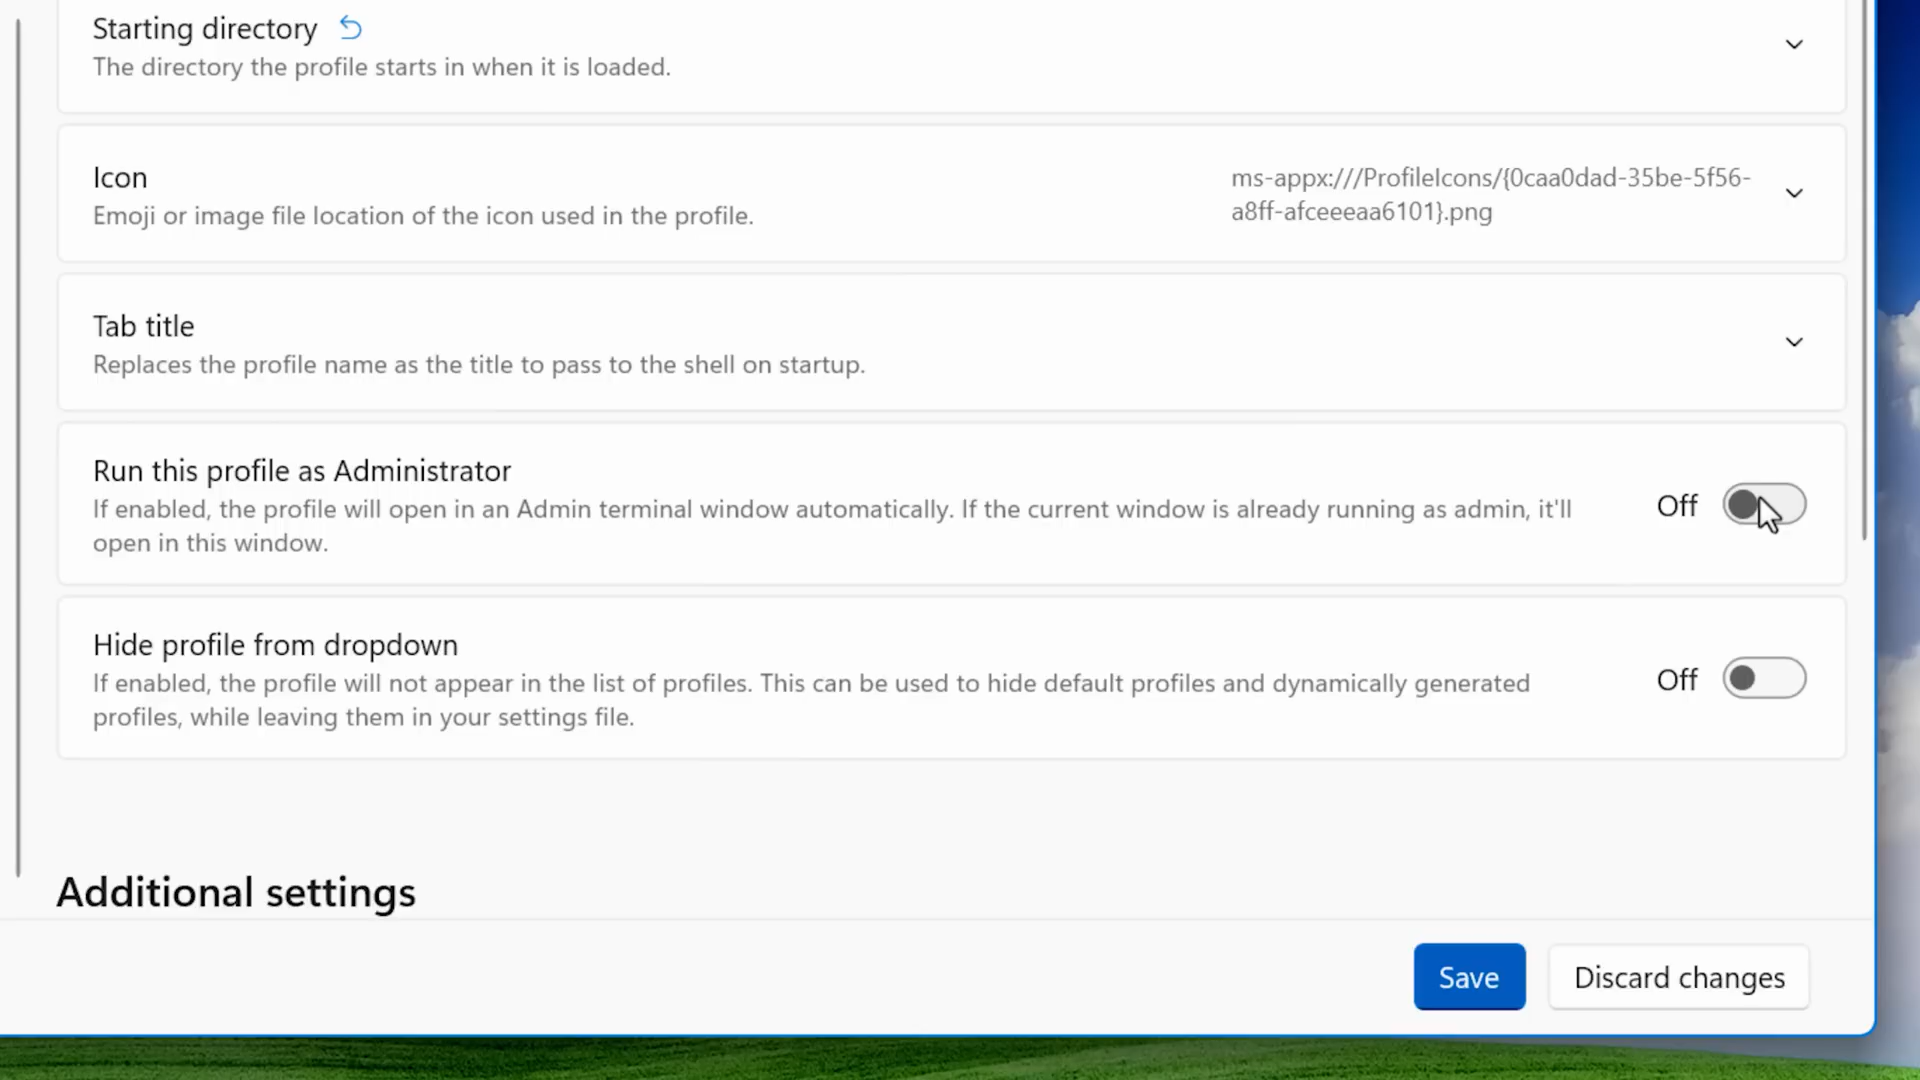 Starting directory
The directory the profile starts in when it is loaded.
Icon
Emoji or image file location of the icon used in the profile.
ms-appx:///ProfileIcons/{0caa0dad-35be-5f56-
a8ff-afceeeaa6101}.png
Tab title
Replaces the profile name as the title to pass to the shell on startup.
Run this profile as Administrator
If enabled, the profile will open in an Admin terminal window automatically. If the current window is already running as admin, it'll
open in this window.
Off
Hide profile from dropdown
If enabled, the profile will not appear in the list of profiles. This can be used to hide default profiles and dynamically generated
profiles, while leaving them in your settings file.
Off
Additional settings
Save
Discard changes